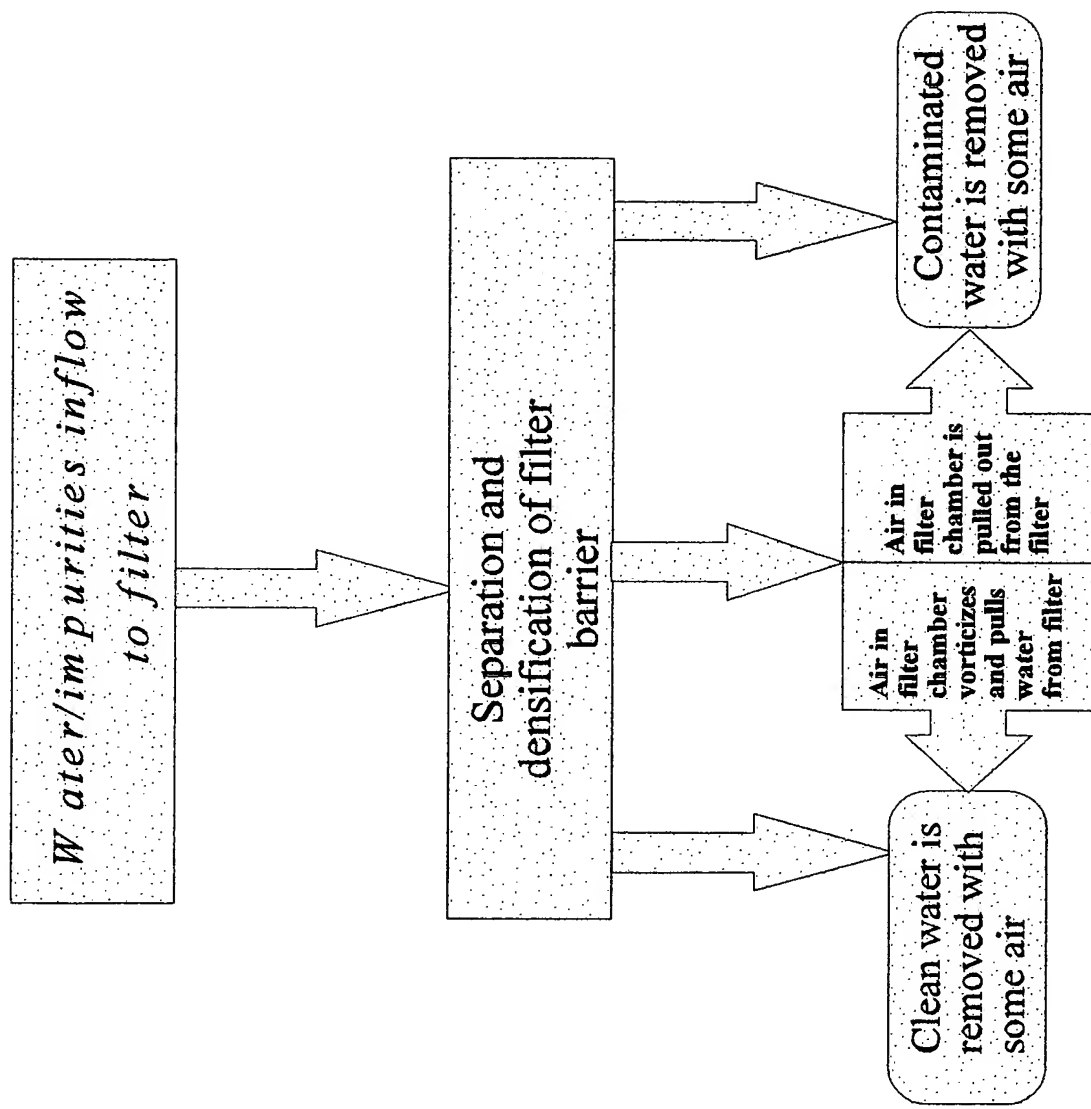 Water/impurities inflow
to filter
Separation and
densification of filter
barrier
Clean water is
removed with
some air
Air in
filter
chamber
vorticizes
and pulls
water
from filter
Air in
filter
chamber is
pulled out
from the
filter
Contaminated
water is removed
with some air